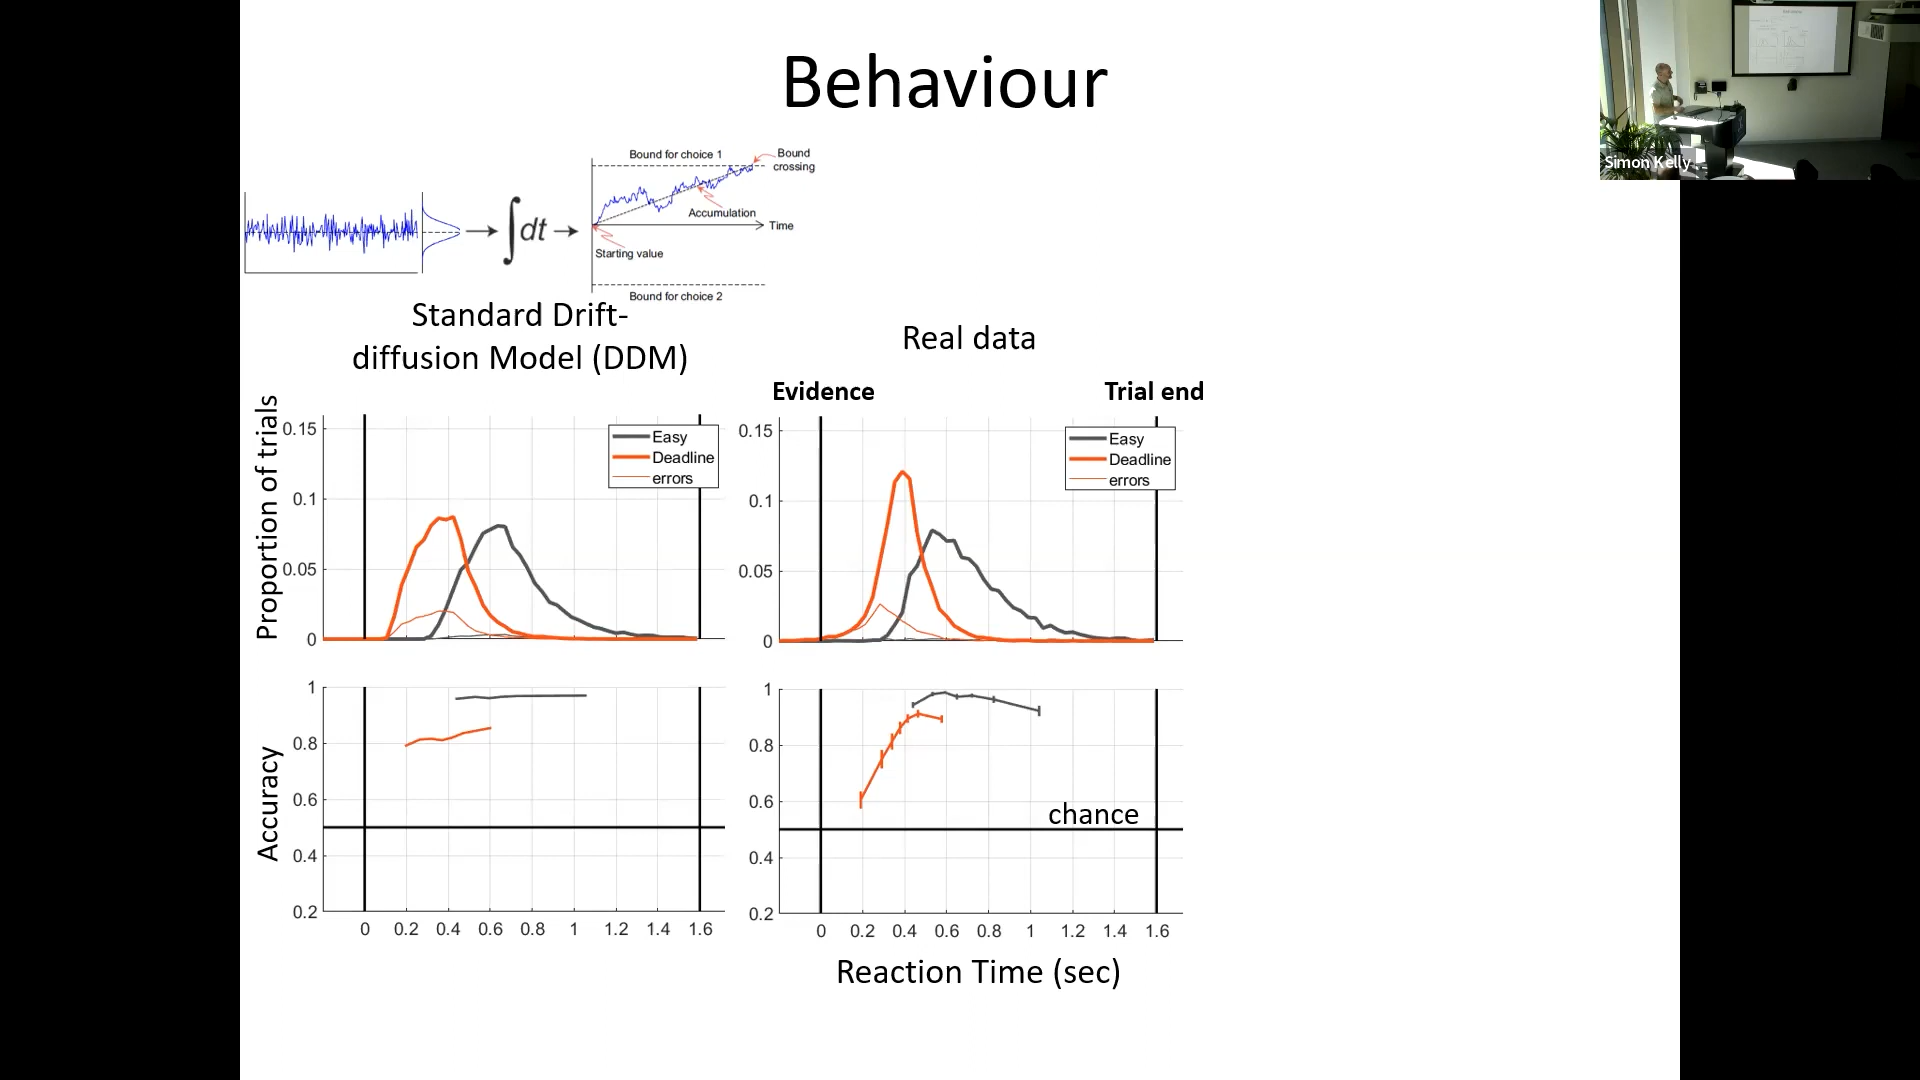 Behaviour
Simon Kelly
Bound for choice 1
Bound
crossing
Accumulation
Time
∫dt
Starting value
Bound for choice 2
Standard Drift-
diffusion Model (DDM)
Real data
Evidence
Trial end
Proportion of trials
0.15
0.1
0.05
0
Easy
Deadline
errors
0.15
0.1
0.05
0
Easy
Deadline
errors
Accuracy
1
0.8
0.6
0.4
0.2
0 0.2 0.4 0.6 0.8 1 1.2 1.4 1.6
1
0.8
0.6
0.4
0.2
chance
0 0.2 0.4 0.6 0.8 1 1.2 1.4 1.6
Reaction Time (sec)